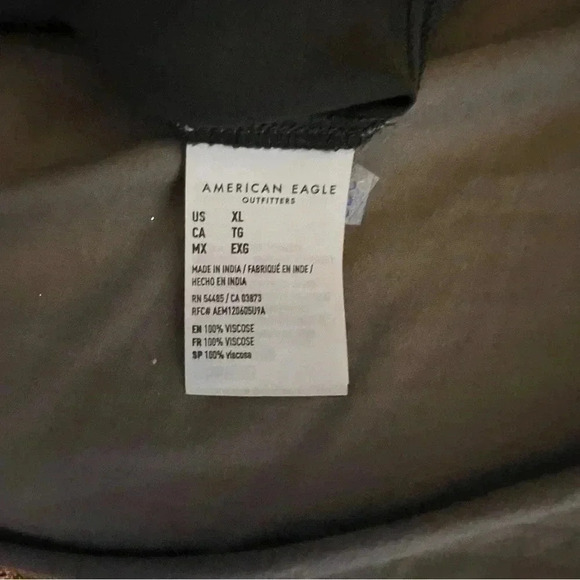 AMERICAN EAGLE
OUTFITTERS
US XL
CA TG
MX EXG
MADE IN INDIA / FABRIQUÉ EN INDE /
HECHO EN INDIA
RN 54485 / CA 03873
RFC# AEM120605U9A
EN 100% VISCOSE
FR 100% VISCOSE
SP 100% viscosa